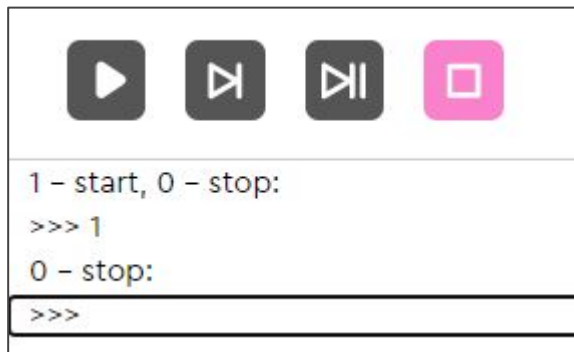 1 – start, 0 – stop:
>>> 1
0 – stop:
>>>